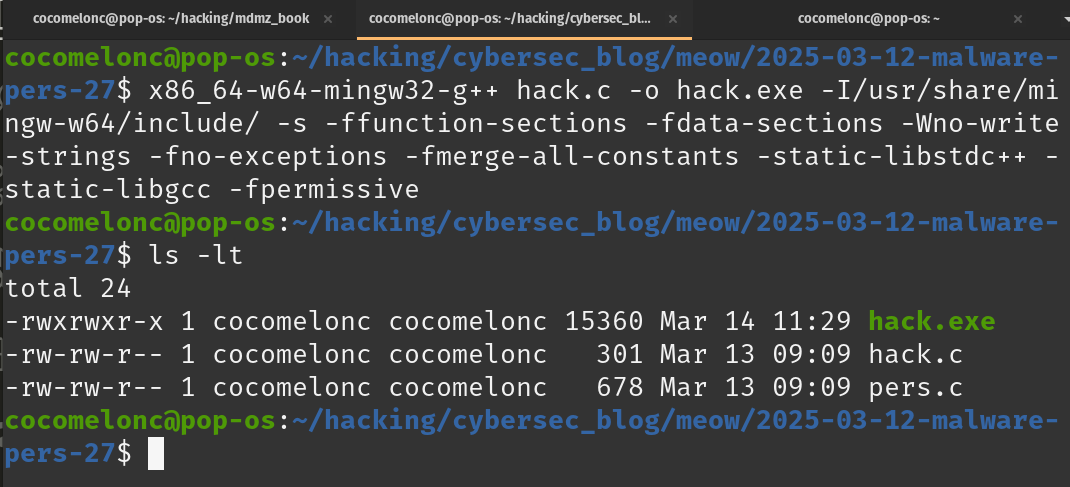 cocomelonc@pop-os: ~/hacking/mdmz_book × cocomelonc@pop-os: ~/hacking/cybersec_bl... × cocomelonc@pop-os: ~ ×
cocomelonc@pop-os:~/hacking/cybersec_blog/meow/2025-03-12-malware-
pers-27$ x86_64-w64-mingw32-g++ hack.c -o hack.exe -I/usr/share/mi
ngw-w64/include/ -s -ffunction-sections -fdata-sections -Wno-write
-strings -fno-exceptions -fmerge-all-constants -static-libstdc++ -
static-libgcc -fpermissive
cocomelonc@pop-os:~/hacking/cybersec_blog/meow/2025-03-12-malware-
pers-27$ ls -lt
total 24
-rwxrwxr-x 1 cocomelonc cocomelonc 15360 Mar 14 11:29 hack.exe
-rw-rw-r-- 1 cocomelonc cocomelonc   301 Mar 13 09:09 hack.c
-rw-rw-r-- 1 cocomelonc cocomelonc   678 Mar 13 09:09 pers.c
cocomelonc@pop-os:~/hacking/cybersec_blog/meow/2025-03-12-malware-
pers-27$